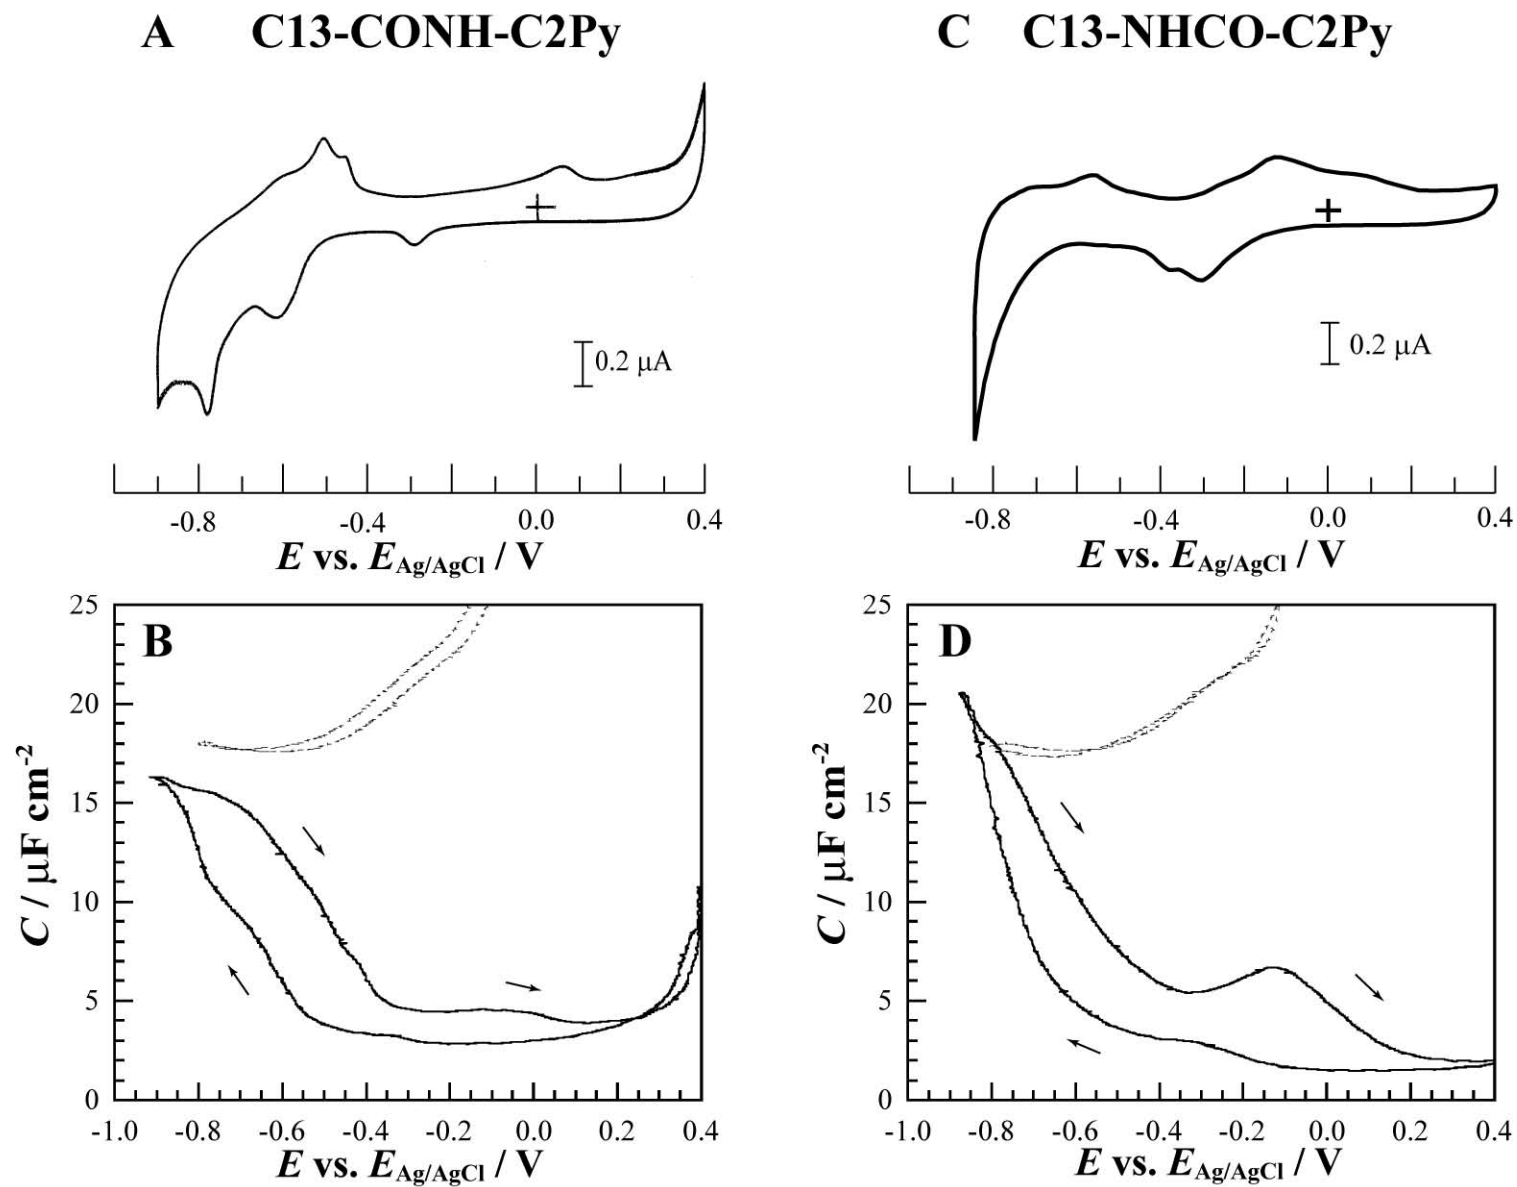 A C13-CONH-C2Py
0.2 μA
-0.8 -0.4 0.0 0.4
E vs. E Ag/AgCl / V
C C13-NHCO-C2Py
0.2 μA
-0.8 -0.4 0.0 0.4
E vs. E Ag/AgCl / V
B
C / μF cm-2
25
20
15
10
5
0
-1.0 -0.8 -0.6 -0.4 -0.2 0.0 0.2 0.4
E vs. E Ag/AgCl / V
D
C / μF cm-2
25
20
15
10
5
0
-1.0 -0.8 -0.6 -0.4 -0.2 0.0 0.2 0.4
E vs. E Ag/AgCl / V